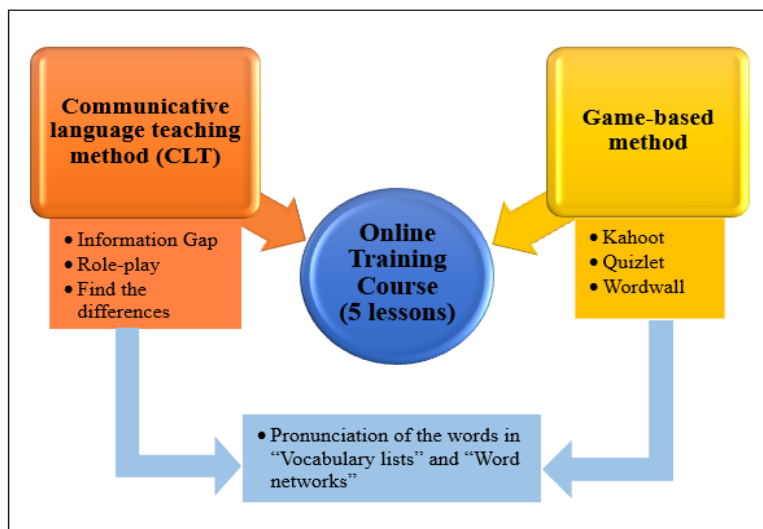 Communicative
language teaching
method (CLT)
• Information Gap
• Role-play
• Find the
differences
Online
Training
Course
(5 lessons)
Game-based
method
• Kahoot
• Quizlet
• Wordwall
• Pronunciation of the words in
“Vocabulary lists” and “Word
networks”